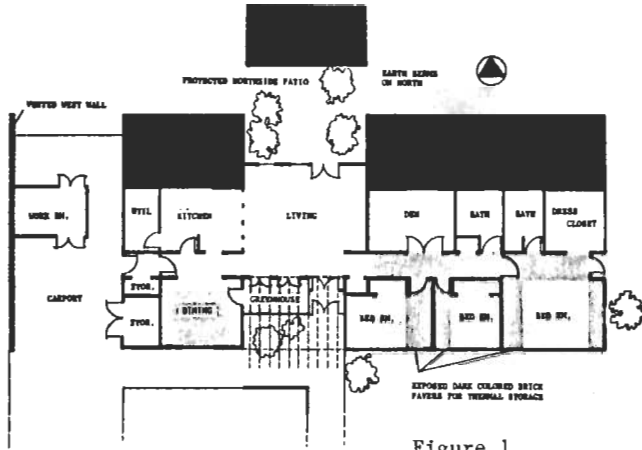 PROTECTED NORTHSIDE PATIO
EARTH BERMS
ON NORTH
VENTED WEST WALL
WORK RM.
UTIL
KITCHEN
LIVING
DEN
BATH
BATH
DRESS
CLOSET
CARPORT
STOR.
STOR.
DINING
GREENHOUSE
BED RM.
BED RM.
BED RM.
EXPOSED DARK COLORED BRICK
PAVERS FOR THERMAL STORAGE
Figure 1